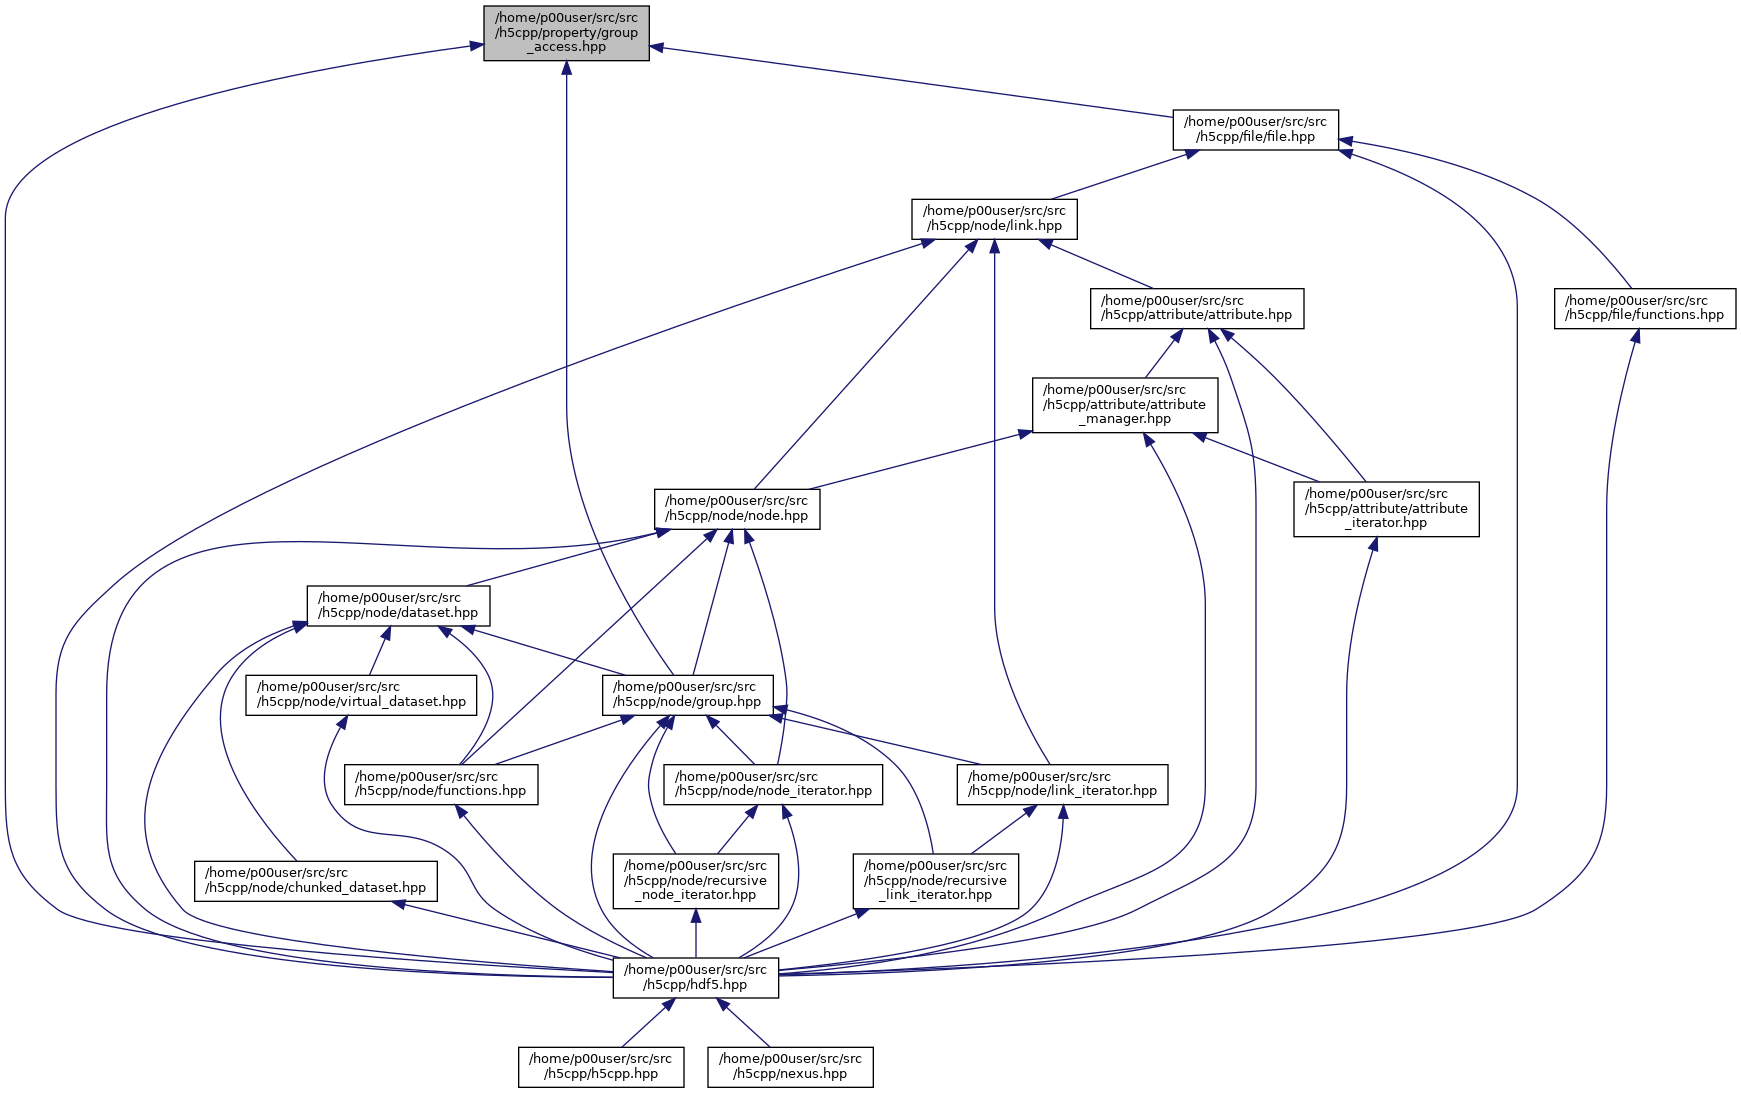 /home/p00user/src/src
/h5cpp/property/group
_access.hpp
/home/p00user/src/src
/h5cpp/file/file.hpp
/home/p00user/src/src
/h5cpp/node/link.hpp
/home/p00user/src/src
/h5cpp/attribute/attribute.hpp
/home/p00user/src/src
/h5cpp/file/functions.hpp
/home/p00user/src/src
/h5cpp/attribute/attribute
_manager.hpp
/home/p00user/src/src
/h5cpp/node/node.hpp
/home/p00user/src/src
/h5cpp/attribute/attribute
_iterator.hpp
/home/p00user/src/src
/h5cpp/node/dataset.hpp
/home/p00user/src/src
/h5cpp/node/virtual_dataset.hpp
/home/p00user/src/src
/h5cpp/node/group.hpp
/home/p00user/src/src
/h5cpp/node/functions.hpp
/home/p00user/src/src
/h5cpp/node/node_iterator.hpp
/home/p00user/src/src
/h5cpp/node/link_iterator.hpp
/home/p00user/src/src
/h5cpp/node/chunked_dataset.hpp
/home/p00user/src/src
/h5cpp/node/recursive
_node_iterator.hpp
/home/p00user/src/src
/h5cpp/node/recursive
_link_iterator.hpp
/home/p00user/src/src
/h5cpp/hdf5.hpp
/home/p00user/src/src
/h5cpp/h5cpp.hpp
/home/p00user/src/src
/h5cpp/nexus.hpp